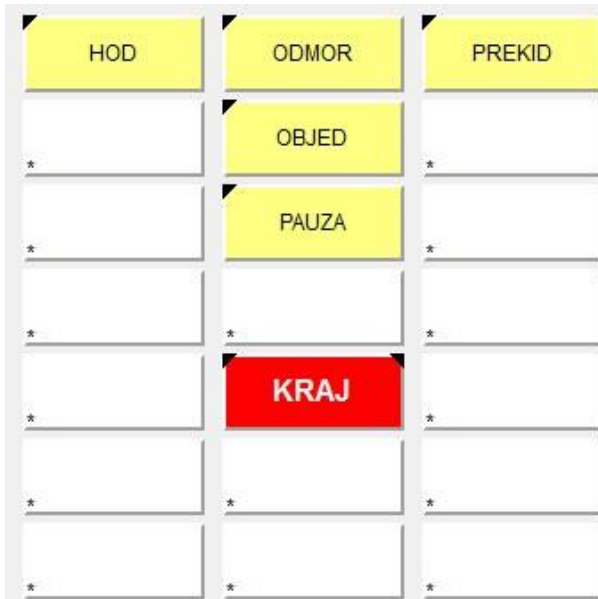 HOD ODMOR PREKID
* OBJED *
* PAUZA *
* * *
* KRAJ *
* * *
* * *